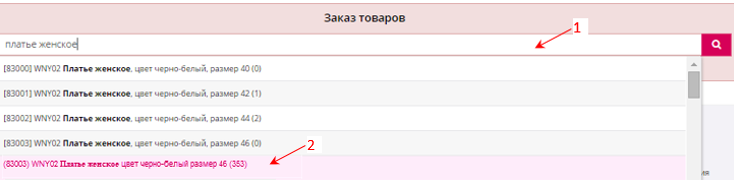 Заказ товаров
1
платье женское
[83000] WNY02 Платье женское, цвет черно-белый, размер 40 (0)
[83001] WNY02 Платье женское, цвет черно-белый, размер 42 (1)
[83002] WNY02 Платье женское, цвет черно-белый, размер 44 (2)
[83003] WNY02 Платье женское, цвет черно-белый, размер 46 (0)
2
(83003) WNY02 Платье женское цвет черно-белый размер 46 (353)
ия